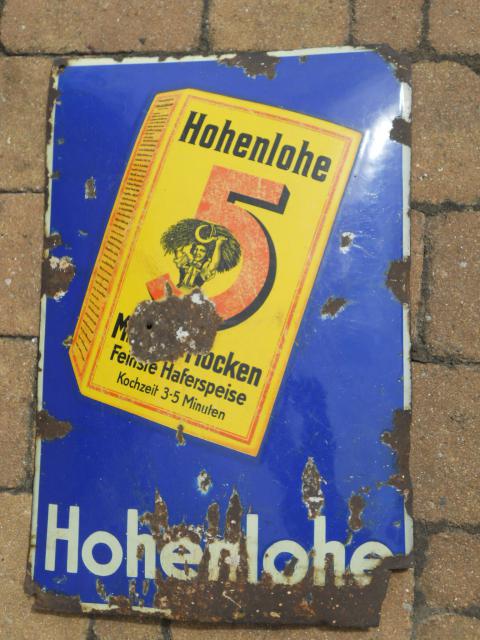 Hohenlohe
5
Feinste Haferspeise
Kochzeit 3-5 Minuten
Hohenlohe